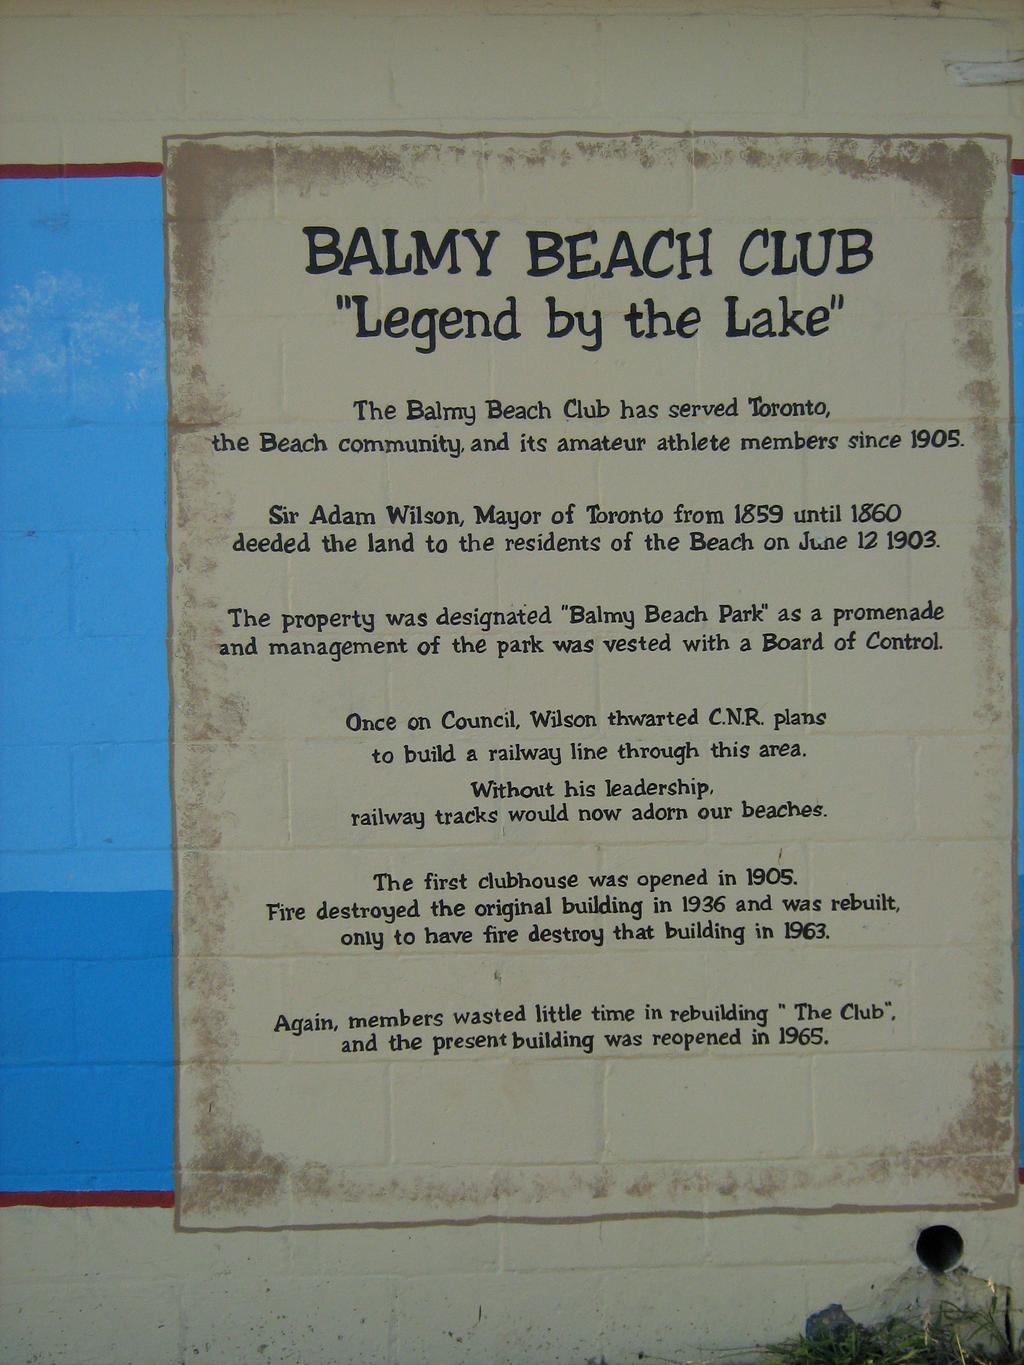 BALMY BEACH CLUB
"Legend by the Lake"
The Balmy Beach Club has served Toronto,
the Beach community, and its amateur athlete members since 1905.
Sir Adam Wilson, Mayor of Toronto from 1859 until 1860
deeded the land to the residents of the Beach on June 12 1903.
The property was designated "Balmy Beach Park" as a promenade
and management of the park was vested with a Board of Control.
Once on Council, Wilson thwarted C.N.R. plans
to build a railway line through this area.
Without his leadership,
railway tracks would now adorn our beaches.
The first clubhouse was opened in 1905.
Fire destroyed the original building in 1936 and was rebuilt,
only to have fire destroy that building in 1963.
Again, members wasted little time in rebuilding " The Club",
and the present building was reopened in 1965.